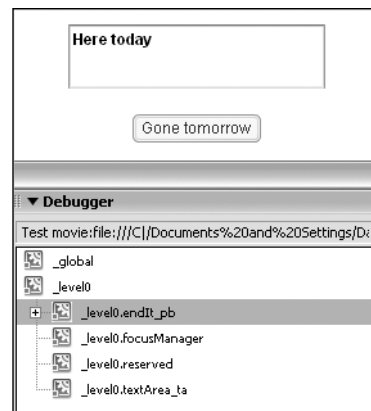 Here today
Gone tomorrow
Debugger
Test movie:file:///C|/Documents%20and%20Settings/Da
_global
_level0
_level0.endIt_pb
_level0.focusManager
_level0.reserved
_level0.textArea_ta